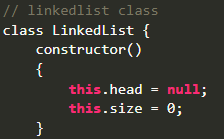 // linkedlist class
class LinkedList {
    constructor()
    {
        this.head = null;
        this.size = 0;
    }